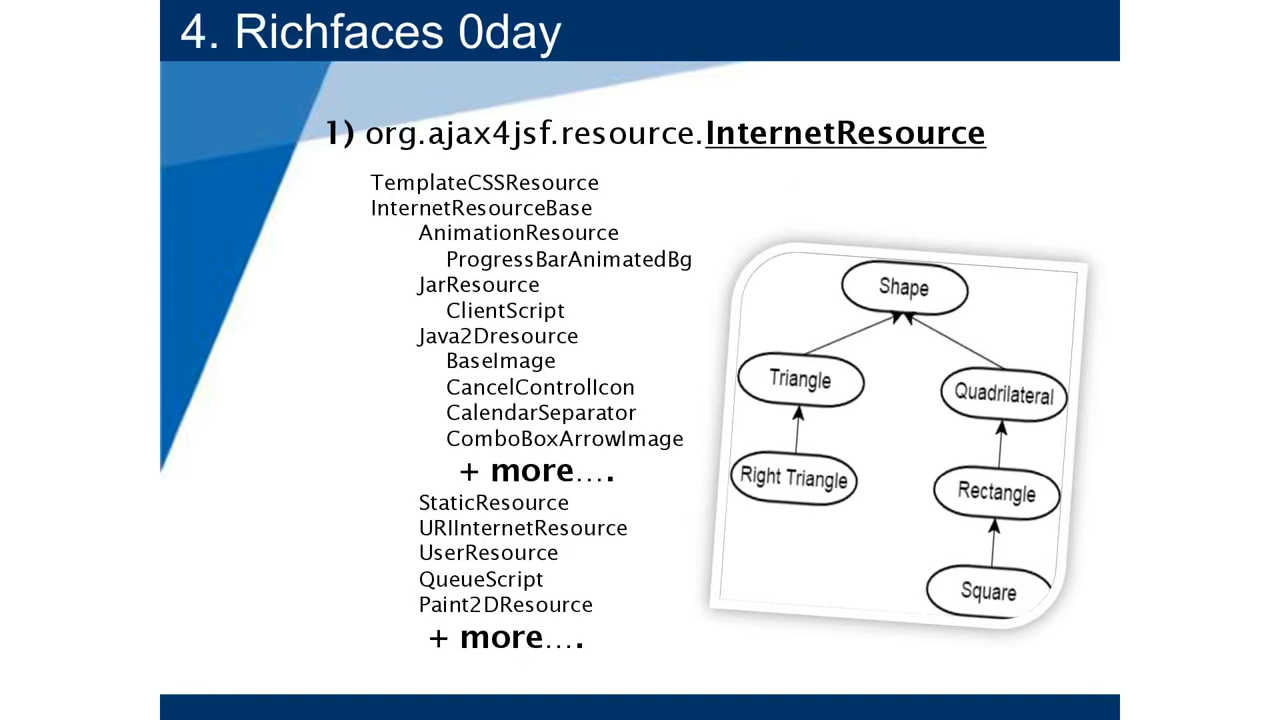 4. Richfaces 0day
1) org.ajax4jsf.resource.InternetResource
TemplateCSSResource
InternetResourceBase
AnimationResource
ProgressBarAnimatedBg
JarResource
ClientScript
Java2Dresource
BaseImage
CancelControlIcon
CalendarSeparator
ComboBoxArrowImage
+ more….
StaticResource
URIInternetResource
UserResource
QueueScript
Paint2DResource
+ more….
Shape
Triangle
Quadrilateral
Right Triangle
Rectangle
Square